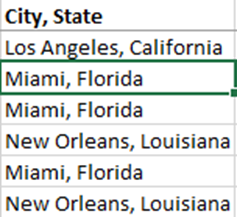 City, State
Los Angeles, California
Miami, Florida
Miami, Florida
New Orleans, Louisiana
Miami, Florida
New Orleans, Louisiana